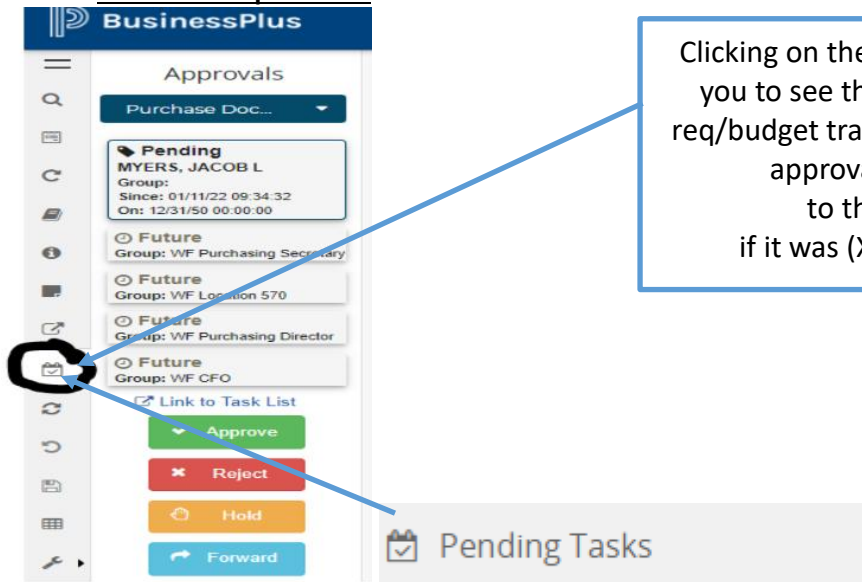 BusinessPlus
Approvals
Purchase Doc...
Pending
MYERS, JACOB L
Group:
Since: 01/11/22 09:34:32
On: 12/31/50 00:00:00
Future
Group: WF Purchasing Secretary
Future
Group: WF Location 570
Future
Group: WF Purchasing Director
Future
Group: WF CFO
Link to Task List
Approve
Reject
Hold
Forward
Clicking on the
you to see th
req/budget tra
approva
to th
if it was (X
Pending Tasks